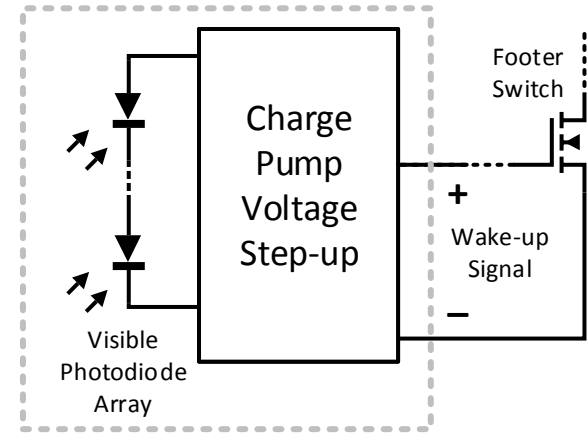 Footer
Switch
Charge
Pump
Voltage
Step-up
+
Wake-up
Signal
–
Visible
Photodiode
Array